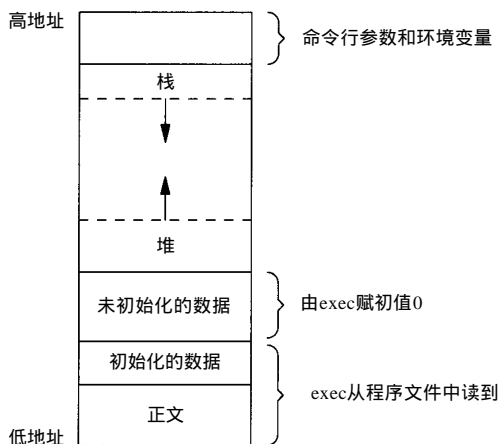 高地址
命令行参数和环境变量
栈
堆
未初始化的数据
由exec赋初值0
初始化的数据
exec从程序文件中读到
正文
低地址